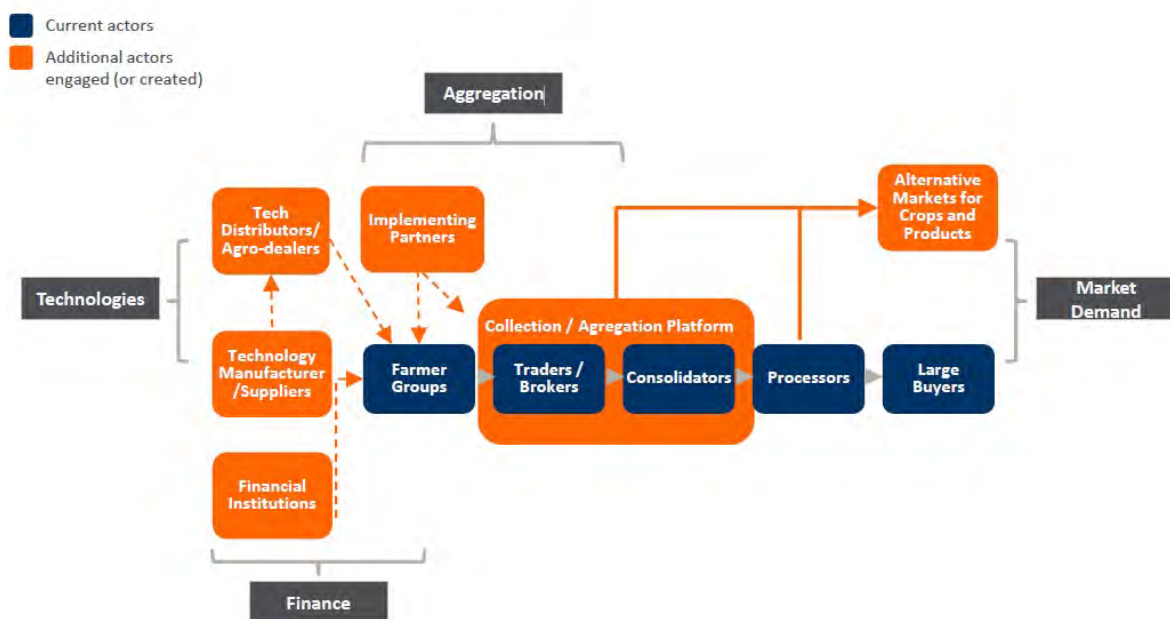 Current actors
Additional actors
engaged (or created)
Aggregation
Tech
Distributors/
Agro-dealers
Implementing
Partners
Alternative
Markets for
Crops and
Products
Technologies
Market
Demand
Collection / Agregation Platform
Technology
Manufacturer
/Suppliers
Farmer
Groups
Traders /
Brokers
Consolidators
Processors
Large
Buyers
Financial
Institutions
Finance